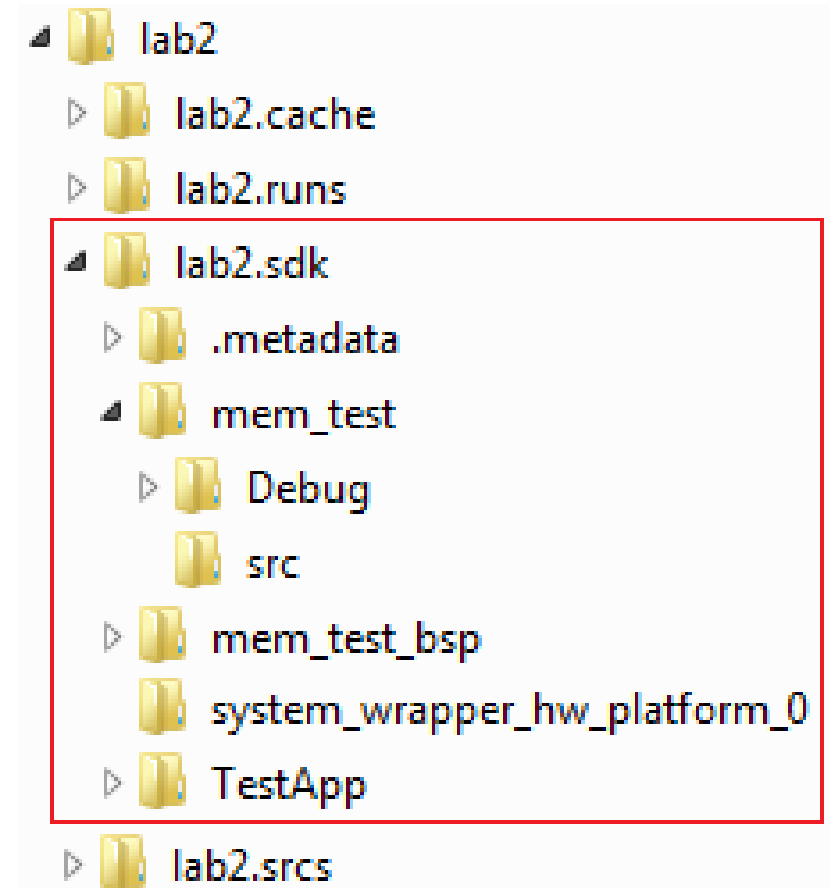 lab2
lab2.cache
lab2.runs
lab2.sdk
.metadata
mem_test
Debug
src
mem_test_bsp
system_wrapper_hw_platform_0
TestApp
lab2.srcs